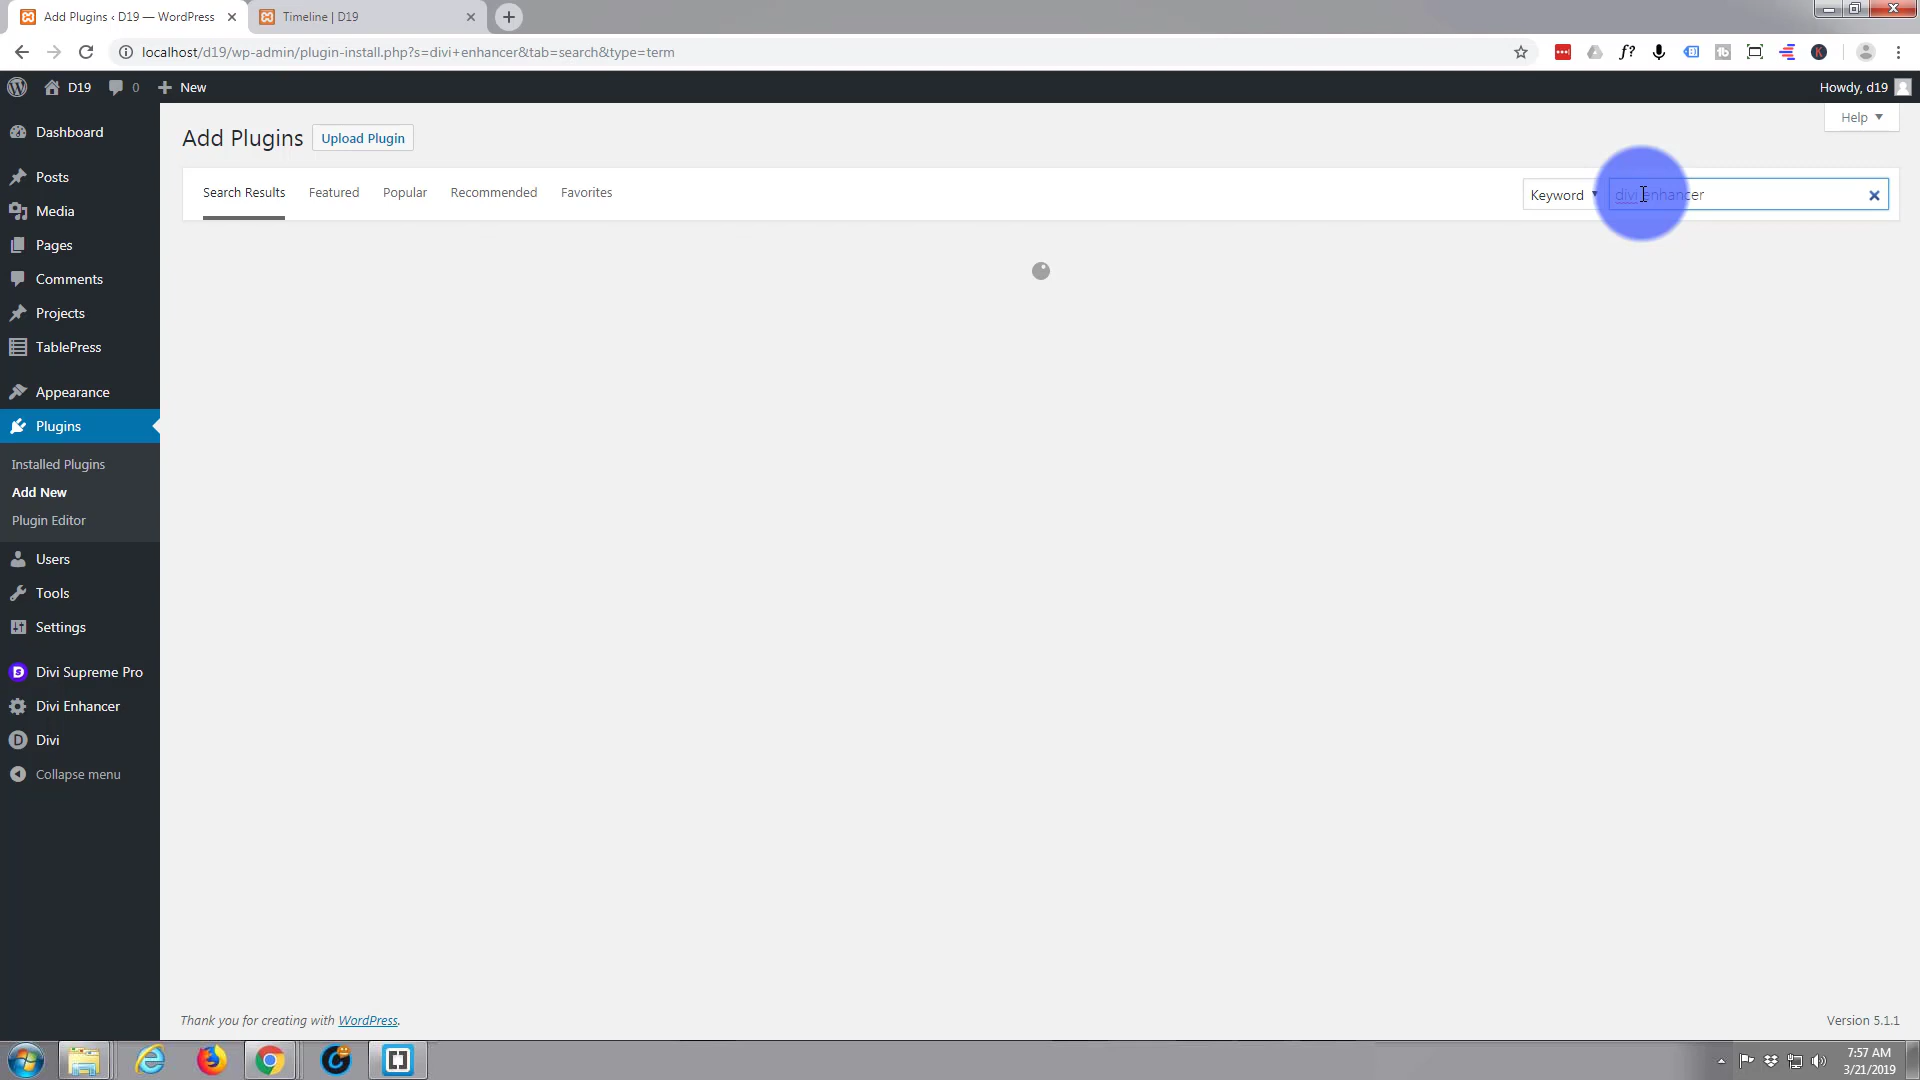 Add Plugins ‹ D19 — WordPress
Timeline | D19
localhost/d19/wp-admin/plugin-install.php?s=divi+enhancer&tab=search&type=term
D19
0
New
Howdy, d19
Dashboard
Posts
Media
Pages
Comments
Projects
TablePress
Appearance
Plugins
Installed Plugins
Add New
Plugin Editor
Users
Tools
Settings
Divi Supreme Pro
Divi Enhancer
Divi
Collapse menu
Help
Add Plugins
Upload Plugin
Search Results
Featured
Popular
Recommended
Favorites
Keyword
divi enhancer
Thank you for creating with WordPress.
Version 5.1.1
7:57 AM
3/21/2019